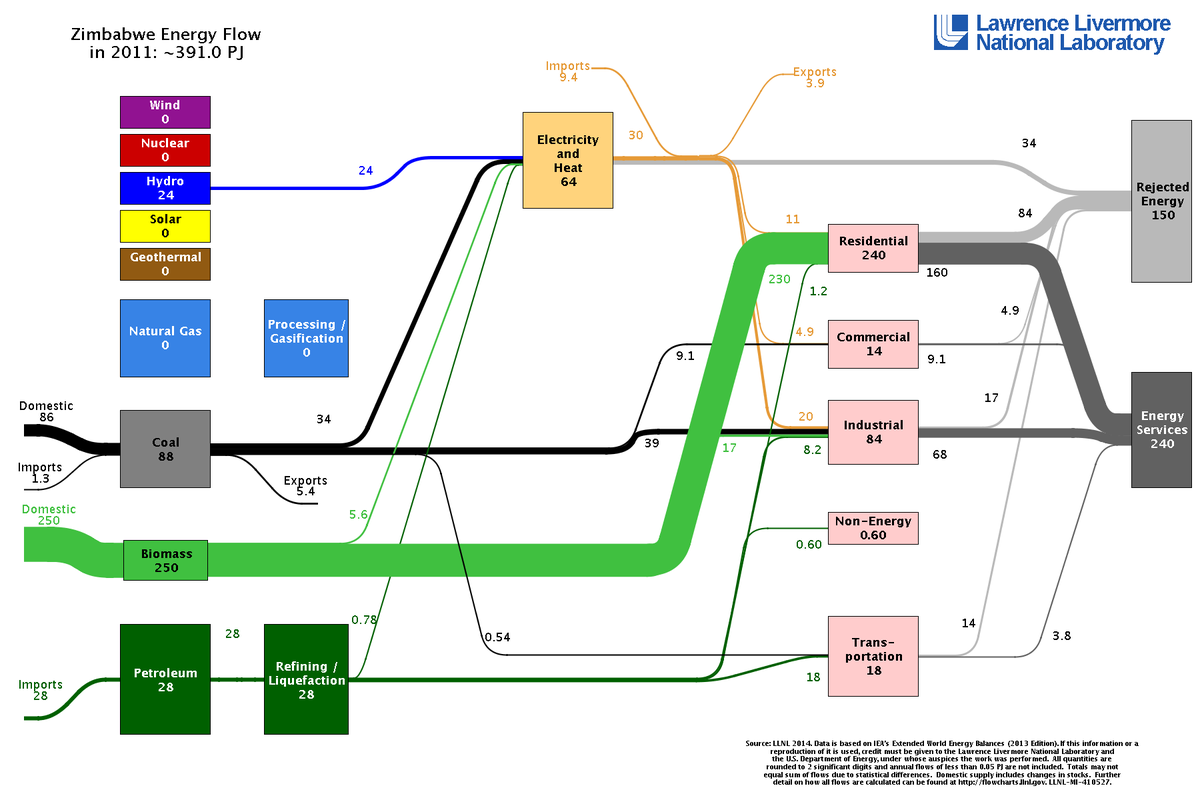 Zimbabwe Energy Flow
in 2011: ~391.0 PJ
Lawrence Livermore
National Laboratory
Wind
0
Nuclear
0
Hydro
24
Solar
0
Geothermal
0
Natural Gas
0
Processing /
Gasification
0
Domestic
86
Imports
1.3
Coal
88
Exports
5.4
Domestic
250
Biomass
250
Imports
28
Petroleum
28
28
Refining /
Liquefaction
28
24
34
5.6
0.78
0.54
Imports
9.4
Exports
3.9
Electricity
and
Heat
64
30
11
230
1.2
4.9
9.1
20
39
17
8.2
0.60
18
Residential
240
Commercial
14
Industrial
84
Non-Energy
0.60
Trans-
portation
18
34
84
160
4.9
9.1
17
68
14
3.8
Rejected
Energy
150
Energy
Services
240
Source: LLNL 2014. Data is based on IEA's Extended World Energy Balances (2013 Edition). If this information or a
reproduction of it is used, credit must be given to the Lawrence Livermore National Laboratory and
the U.S. Department of Energy, under whose auspices the work was performed. All quantities are
rounded to 2 significant digits and annual flows of less than 0.05 PJ are not included. Totals may not
equal sum of flows due to statistical differences. Domestic supply includes changes in stocks. Further
detail on how all flows are calculated can be found at http://flowcharts.llnl.gov. LLNL-MI-410527.